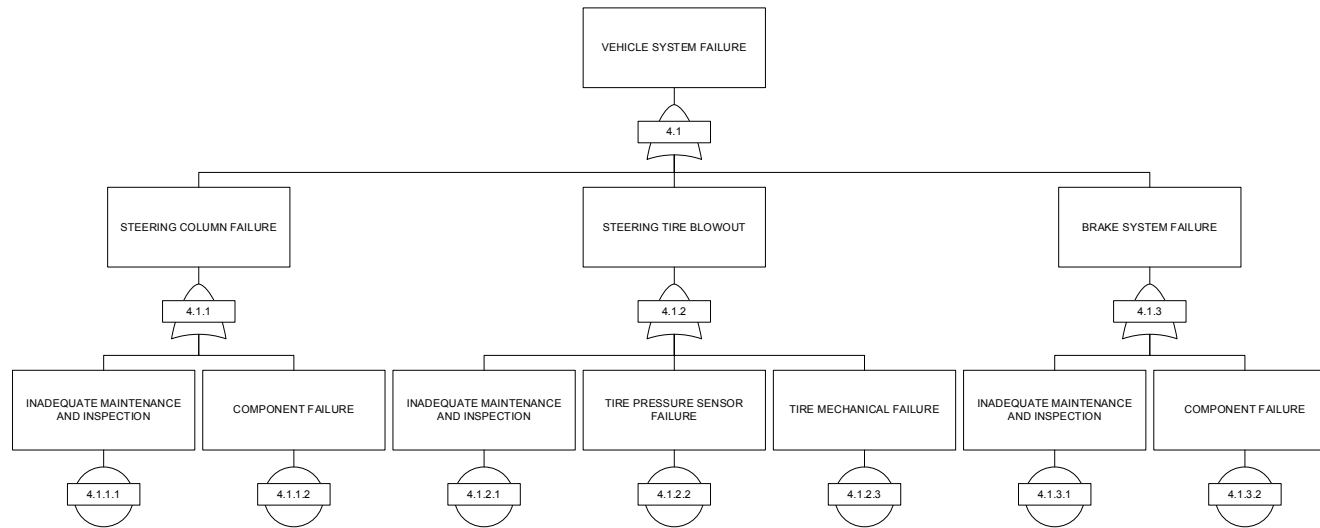 VEHICLE SYSTEM FAILURE
4.1
STEERING COLUMN FAILURE
STEERING TIRE BLOWOUT
BRAKE SYSTEM FAILURE
4.1.1
4.1.2
4.1.3
INADEQUATE MAINTENANCE
AND INSPECTION
COMPONENT FAILURE
INADEQUATE MAINTENANCE
AND INSPECTION
TIRE PRESSURE SENSOR
FAILURE
TIRE MECHANICAL FAILURE
INADEQUATE MAINTENANCE
AND INSPECTION
COMPONENT FAILURE
4.1.1.1
4.1.1.2
4.1.2.1
4.1.2.2
4.1.2.3
4.1.3.1
4.1.3.2